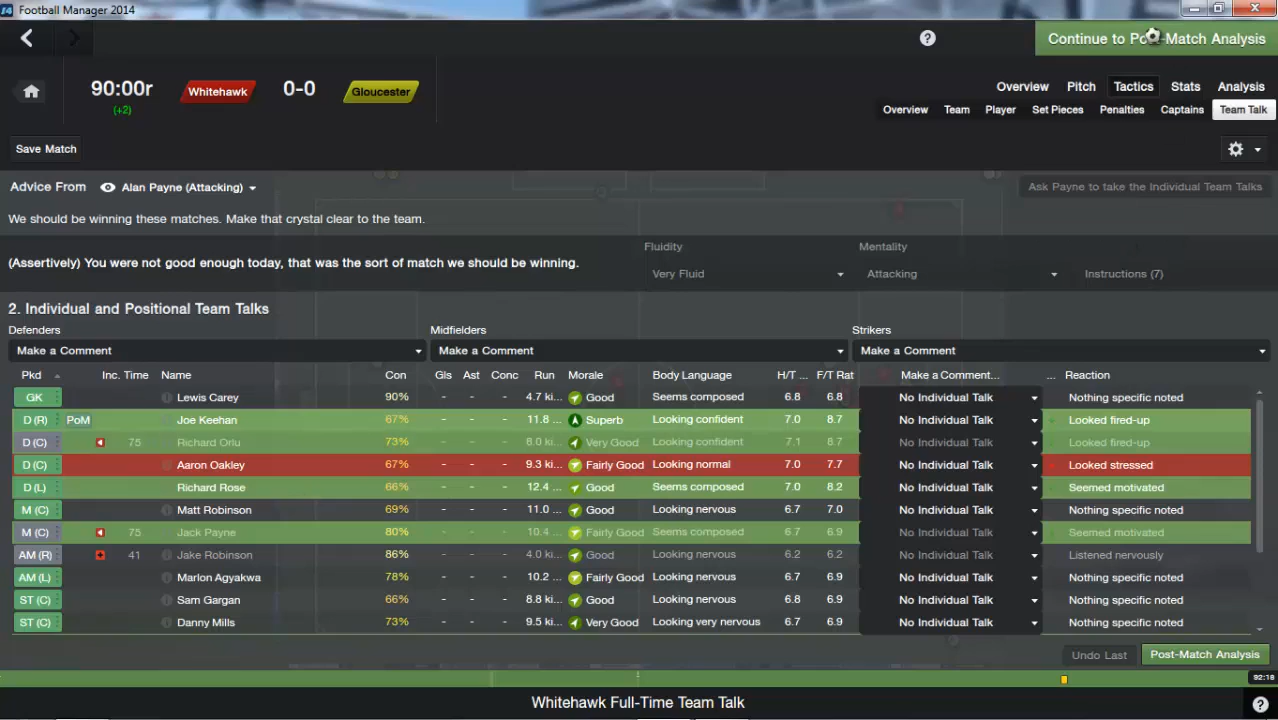 Football Manager 2014
Continue to Post-Match Analysis
90:00r Whitehawk 0-0 Gloucester
(+2)
Overview Pitch Tactics Stats Analysis
Overview Team Player Set Pieces Penalties Captains Team Talk
Save Match
Advice From Alan Payne (Attacking) Ask Payne to take the Individual Team Talks
We should be winning these matches. Make that crystal clear to the team.
Fluidity Mentality
(Assertively) You were not good enough today, that was the sort of match we should be winning.
Very Fluid Attacking Instructions (7)
2. Individual and Positional Team Talks
Defenders Midfielders Strikers
Make a Comment Make a Comment Make a Comment
Pkd Inc. Time Name Con Gls Ast Conc Run Morale Body Language H/T ... F/T Rat Make a Comment... ... Reaction
GK Lewis Carey 90% - - - 4.7 ki... Good Seems composed 6.8 6.8 No Individual Talk Nothing specific noted
D (R) PoM Joe Keehan 67% - - - 11.8 ... Superb Looking confident 7.0 8.7 No Individual Talk Looked fired-up
D (C) 75 Richard Orlu 73% - - - 8.0 ki... Very Good Looking confident 7.1 8.7 No Individual Talk Looked fired-up
D (C) Aaron Oakley 67% - - - 9.3 ki... Fairly Good Looking normal 7.0 7.7 No Individual Talk Looked stressed
D (L) Richard Rose 66% - - - 12.4 ... Good Seems composed 7.0 8.2 No Individual Talk Seemed motivated
M (C) Matt Robinson 69% - - - 11.0 ... Good Looking nervous 6.7 7.0 No Individual Talk Nothing specific noted
M (C) 75 Jack Payne 80% - - - 10.4 ... Fairly Good Seems composed 6.7 6.9 No Individual Talk Seemed motivated
AM (R) 41 Jake Robinson 86% - - - 4.0 ki... Good Looking nervous 6.2 6.2 No Individual Talk Listened nervously
AM (L) Marlon Agyakwa 78% - - - 10.2 ... Fairly Good Looking nervous 6.7 6.9 No Individual Talk Nothing specific noted
ST (C) Sam Gargan 66% - - - 8.8 ki... Good Looking nervous 6.8 6.9 No Individual Talk Nothing specific noted
ST (C) Danny Mills 73% - - - 9.5 ki... Very Good Looking very nervous 6.7 6.9 No Individual Talk Nothing specific noted
Undo Last Post-Match Analysis
92:18
Whitehawk Full-Time Team Talk